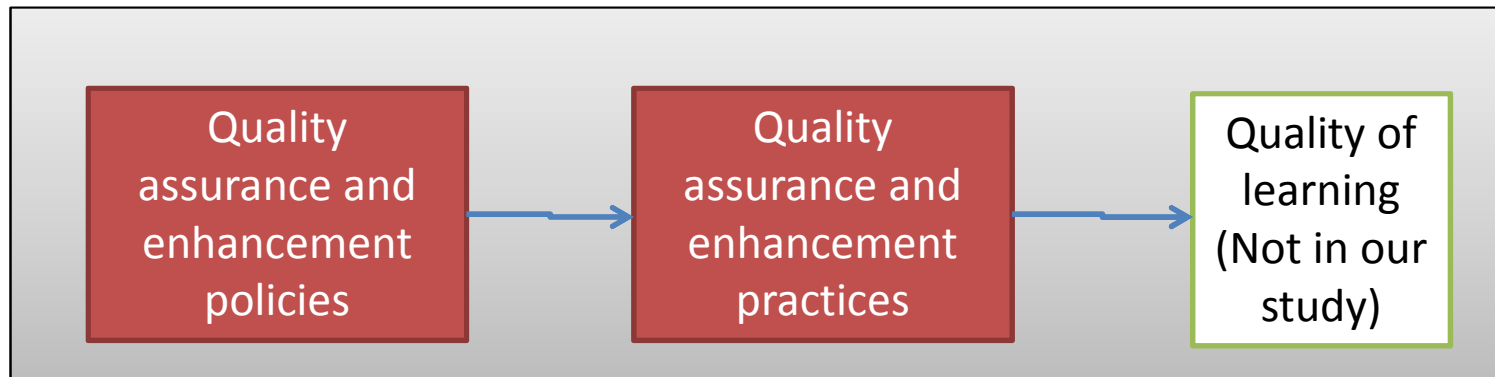 Quality
assurance and
enhancement
policies
Quality
assurance and
enhancement
practices
Quality of
learning
(Not in our
study)